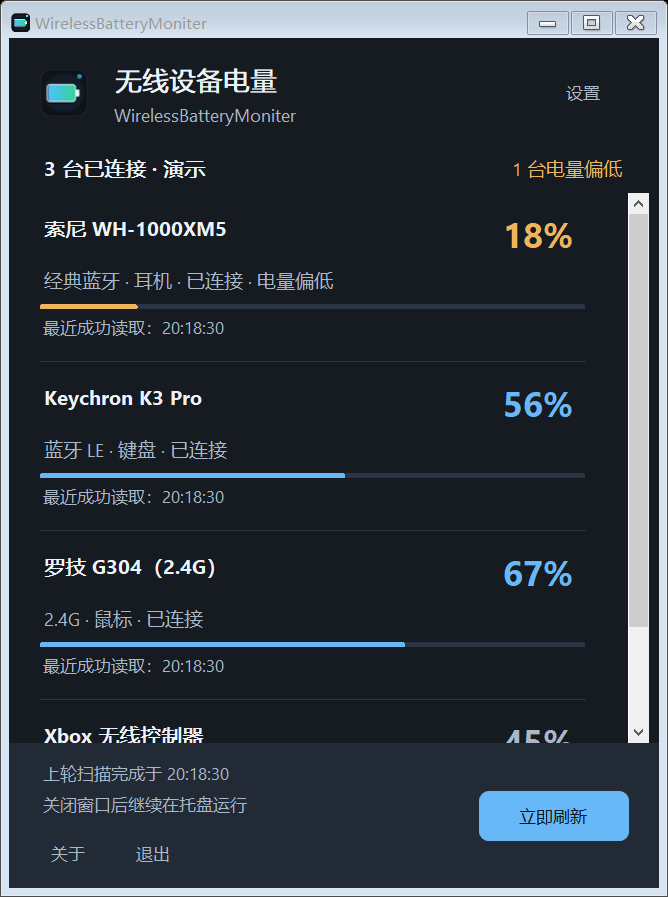 WirelessBatteryMoniter
无线设备电量
WirelessBatteryMoniter
设置
3 台已连接 · 演示
1 台电量偏低
索尼 WH-1000XM5
18%
经典蓝牙 · 耳机 · 已连接 · 电量偏低
最近成功读取：20:18:30
Keychron K3 Pro
56%
蓝牙 LE · 键盘 · 已连接
最近成功读取：20:18:30
罗技 G304（2.4G）
67%
2.4G · 鼠标 · 已连接
最近成功读取：20:18:30
Xbox 无线控制器
45%
上轮扫描完成于 20:18:30
关闭窗口后继续在托盘运行
立即刷新
关于
退出